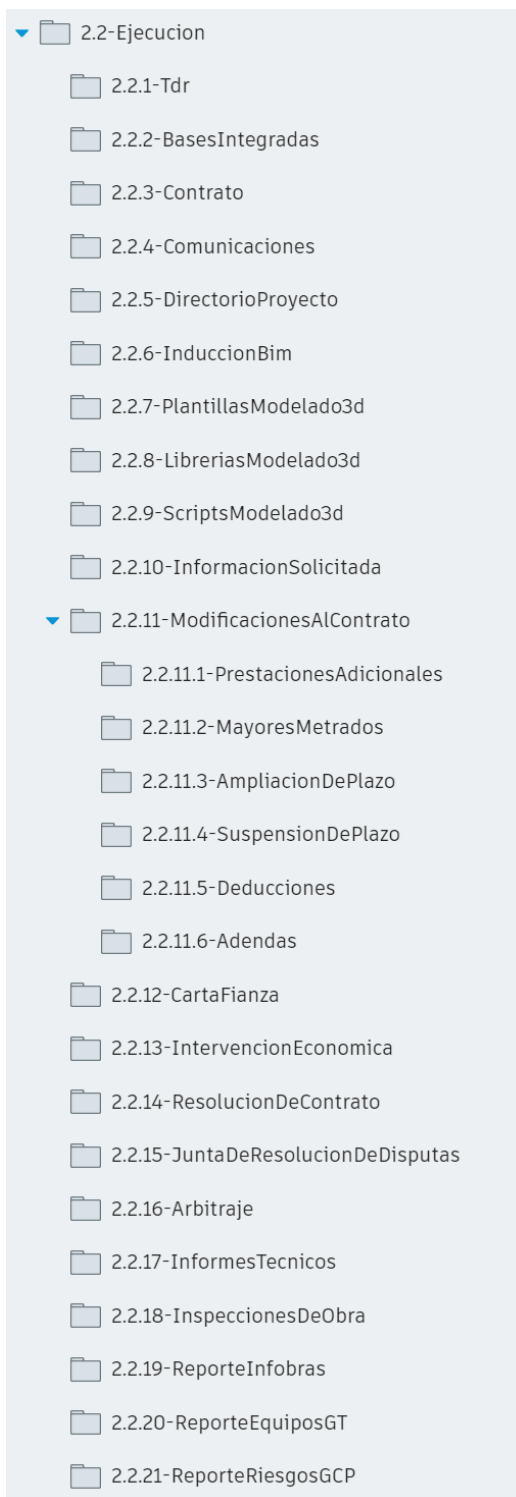 2.2-Ejecucion
2.2.1-Tdr
2.2.2-BasesIntegradas
2.2.3-Contrato
2.2.4-Comunicaciones
2.2.5-DirectorioProyecto
2.2.6-InduccionBim
2.2.7-PlantillasModelado3d
2.2.8-LibreriasModelado3d
2.2.9-ScriptsModelado3d
2.2.10-InformacionSolicitada
2.2.11-ModificacionesAlContrato
2.2.11.1-PrestacionesAdicionales
2.2.11.2-MayoresMetrados
2.2.11.3-AmpliacionDePlazo
2.2.11.4-SuspensionDePlazo
2.2.11.5-Deducciones
2.2.11.6-Adendas
2.2.12-CartaFianza
2.2.13-IntervencionEconomica
2.2.14-ResolucionDeContrato
2.2.15-JuntaDeResolucionDeDisputas
2.2.16-Arbitraje
2.2.17-InformesTecnicos
2.2.18-InspeccionesDeObra
2.2.19-ReporteInfobras
2.2.20-ReporteEquiposGT
2.2.21-ReporteRiesgosGCP